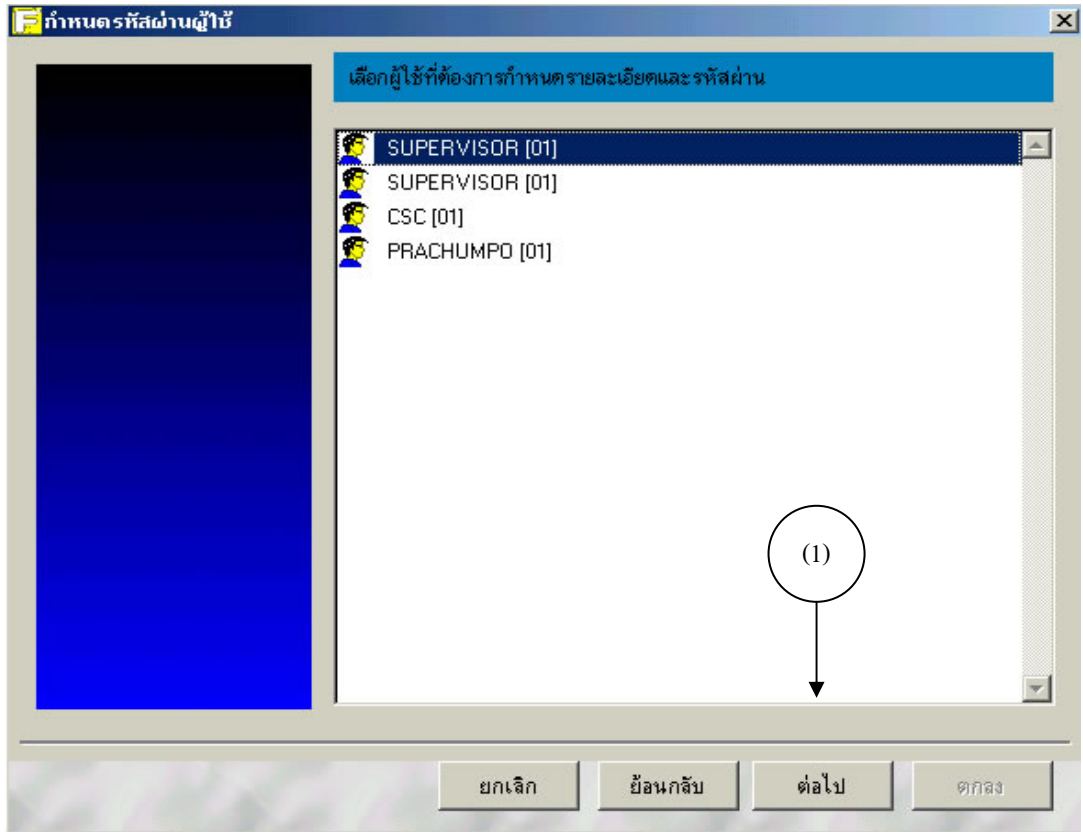 กำหนดรหัสผ่านผู้ใช้
เลือกผู้ใช้ที่ต้องการกำหนดรายละเอียดและรหัสผ่าน
SUPERVISOR [01]
SUPERVISOR [01]
CSC [01]
PRACHUMPO [01]
(1)
ยกเลิก
ย้อนกลับ
ต่อไป
ตกลง